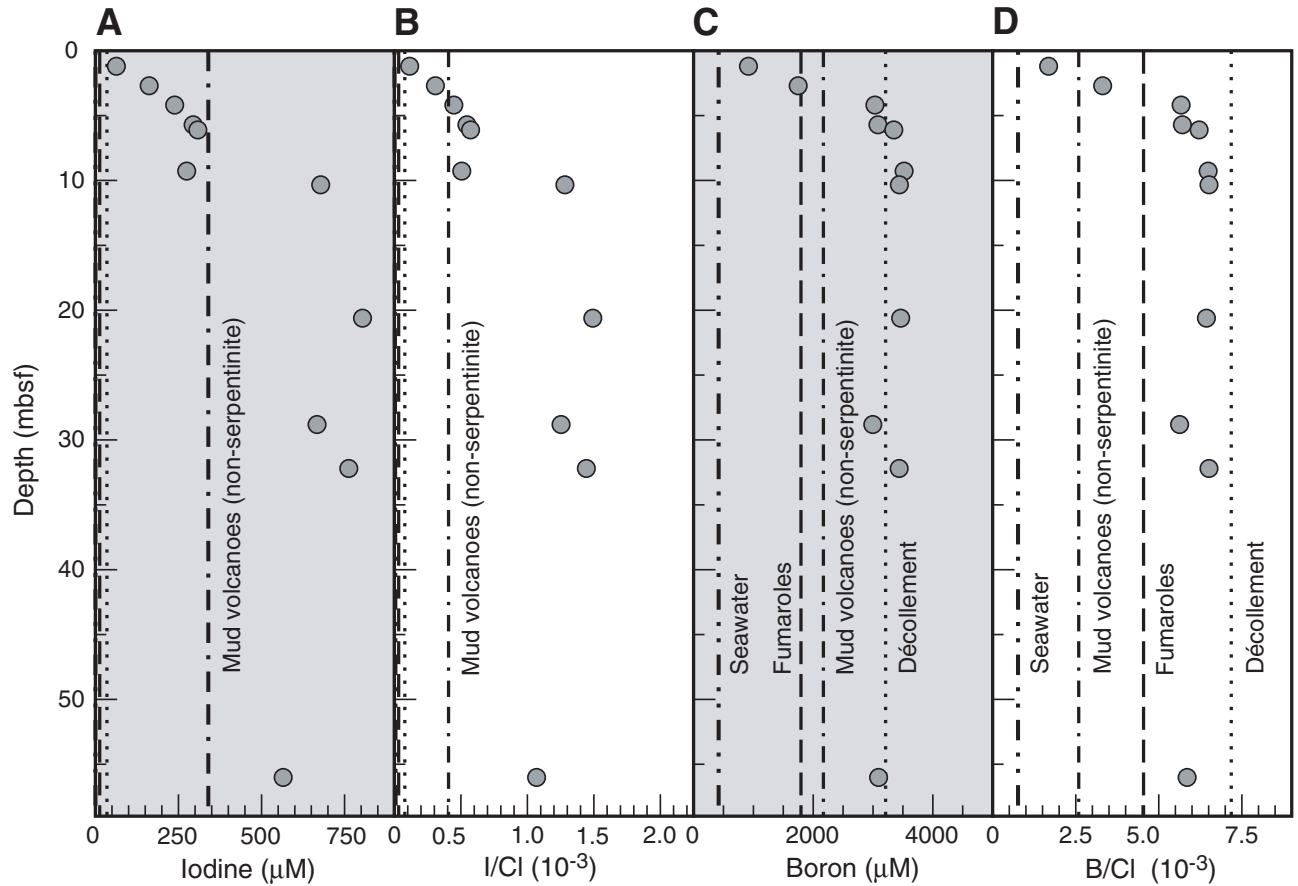 A
B
C
D
0
10
20
30
40
50
Depth (mbsf)
Mud volcanoes (non-serpentinite)
Mud volcanoes (non-serpentinite)
Seawater
Fumaroles
Mud volcanoes (non-serpentinite)
Décollement
Seawater
Mud volcanoes (non-serpentinite)
Fumaroles
Décollement
0 250 500 750
0 0.5 1.0 1.5 2.0
0 2000 4000
0 2.5 5.0 7.5
Iodine (μM)
I/Cl (10-3)
Boron (μM)
B/Cl (10-3)